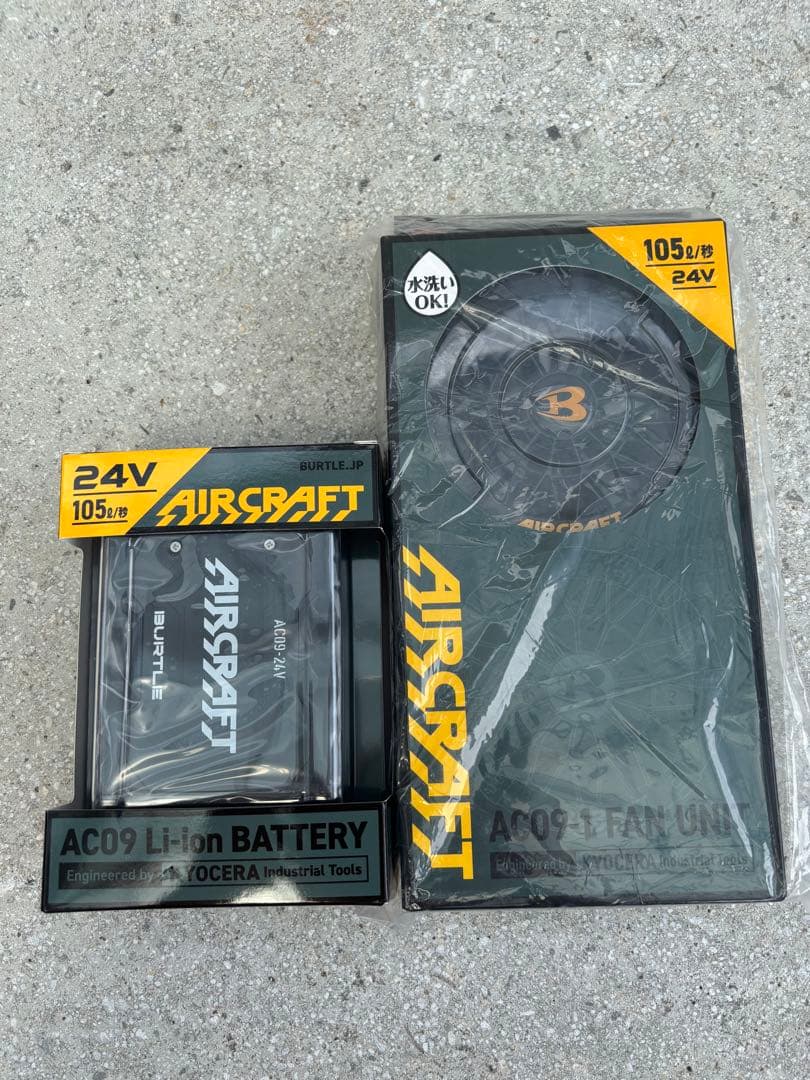 24V
105ℓ/秒
AIRCRAFT
BURTLE.JP
AIRCRAFT
BURTLE
AC09-24V
AC09 Li-ion BATTERY
Engineered by KYOCERA Industrial Tools
水洗い
OK!
105ℓ/秒
24V
B
AIRCRAFT
AIRCRAFT
AC09-1 FAN UNIT
Engineered by KYOCERA Industrial Tools